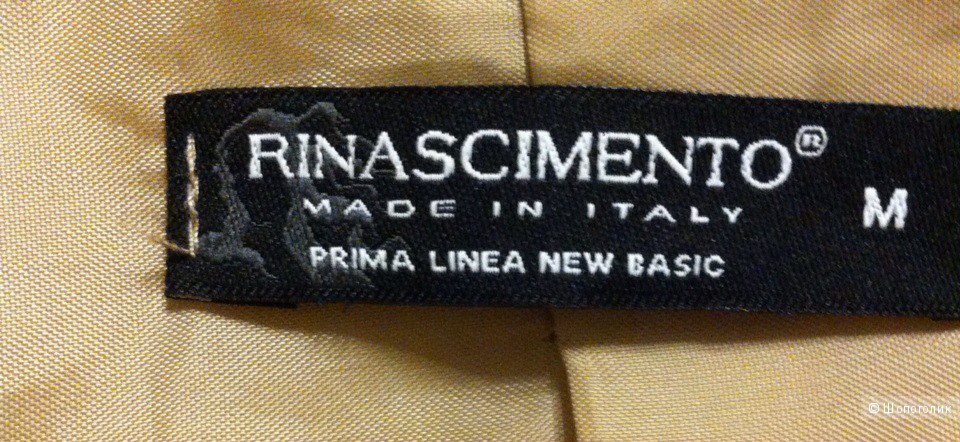 RINASCIMENTO®
MADE IN ITALY
PRIMA LINEA NEW BASIC
M
© Шопоголик